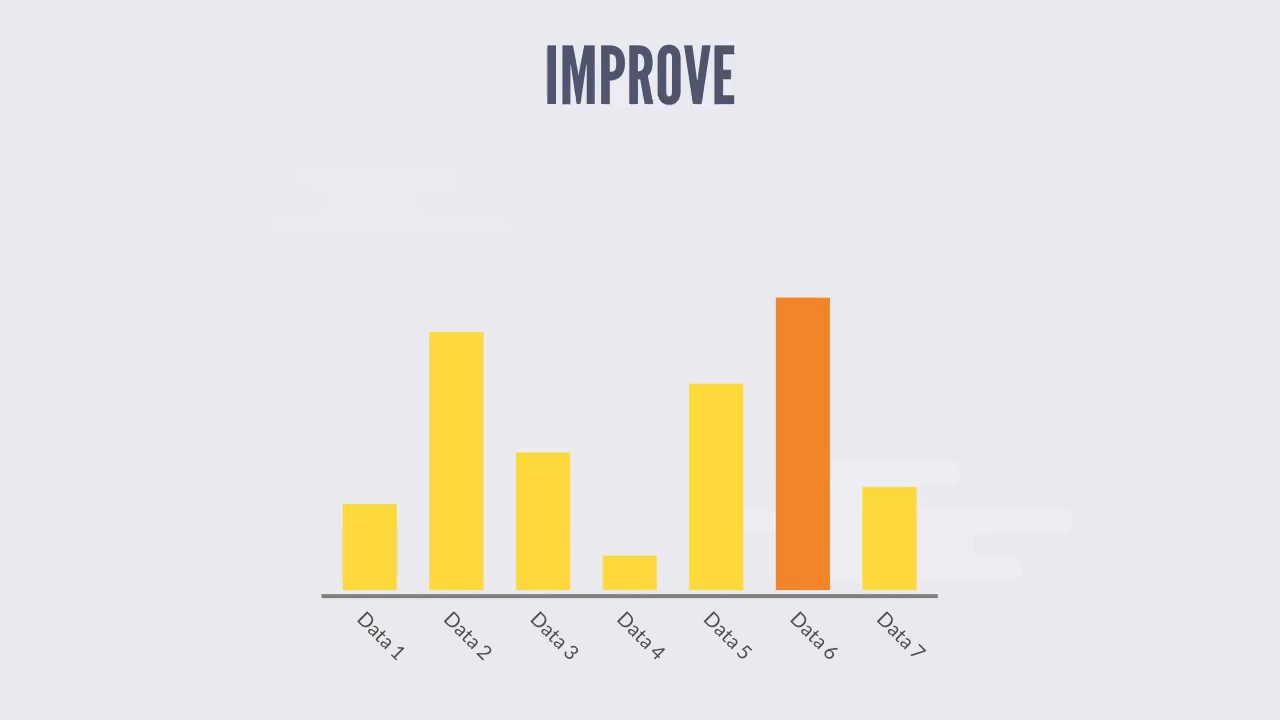 IMPROVE
Data 1
Data 2
Data 3
Data 4
Data 5
Data 6
Data 7